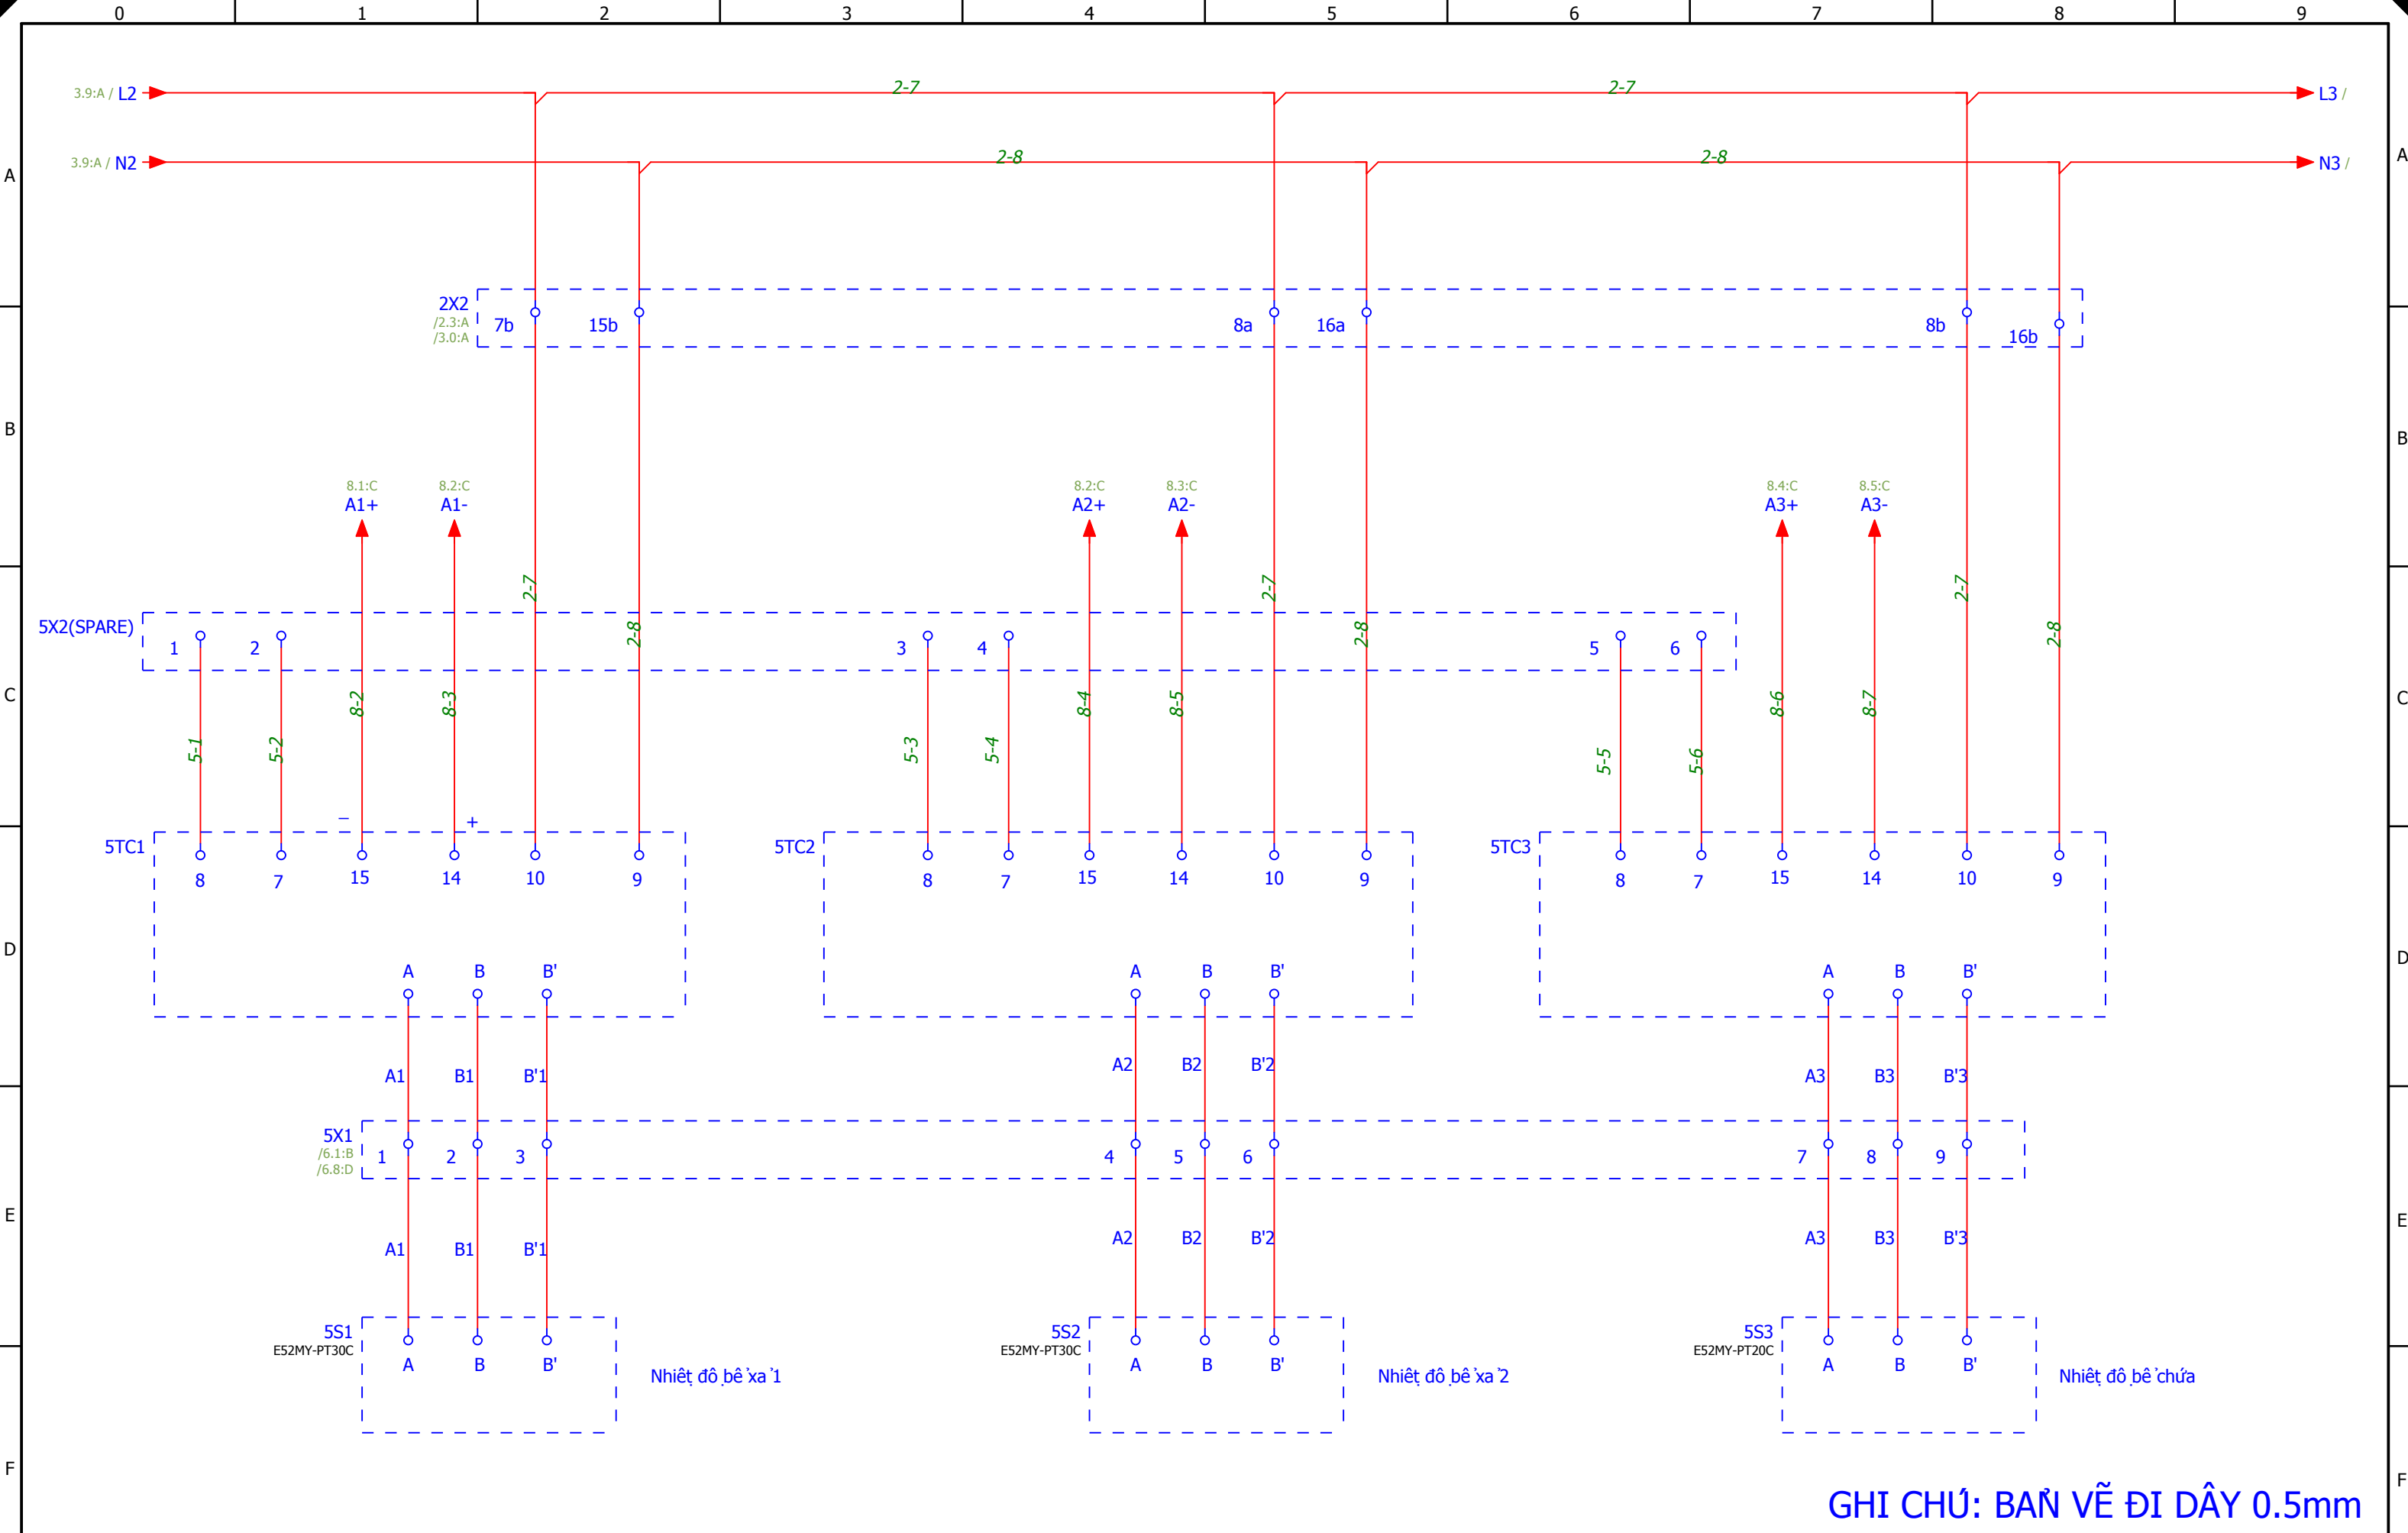 0 1 2 3 4 5 6 7 8 9
3.9:A / L2 2-7 2-7 L3 /
3.9:A / N2 2-8 2-8 N3 /
A A
2X2
/2.3:A
/3.0:A
7b 15b 8a 16a 8b 16b
B B
8.1:C 8.2:C 8.2:C 8.3:C 8.4:C 8.5:C
A1+ A1- A2+ A2- A3+ A3-
2-7 2-7 2-7
5X2(SPARE)
2-8 2-8 2-8
1 2 3 4 5 6
C C
8-2 8-3 8-4 8-5 8-6 8-7
5-1 5-2 5-3 5-4 5-5 5-6
− +
5TC1 5TC2 5TC3
8 7 15 14 10 9 8 7 15 14 10 9 8 7 15 14 10 9
D D
A B B' A B B' A B B'
A1 B1 B'1 A2 B2 B'2 A3 B3 B'3
5X1
/6.1:B
/6.8:D
1 2 3 4 5 6 7 8 9
E E
A1 B1 B'1 A2 B2 B'2 A3 B3 B'3
5S1 5S2 5S3
E52MY-PT30C E52MY-PT30C E52MY-PT20C
A B B' A B B' A B B'
Nhiệt độ bể xả 1 Nhiệt độ bể xả 2 Nhiệt độ bể chứa
F F
GHI CHÚ: BẢN VẼ ĐI DÂY 0.5mm